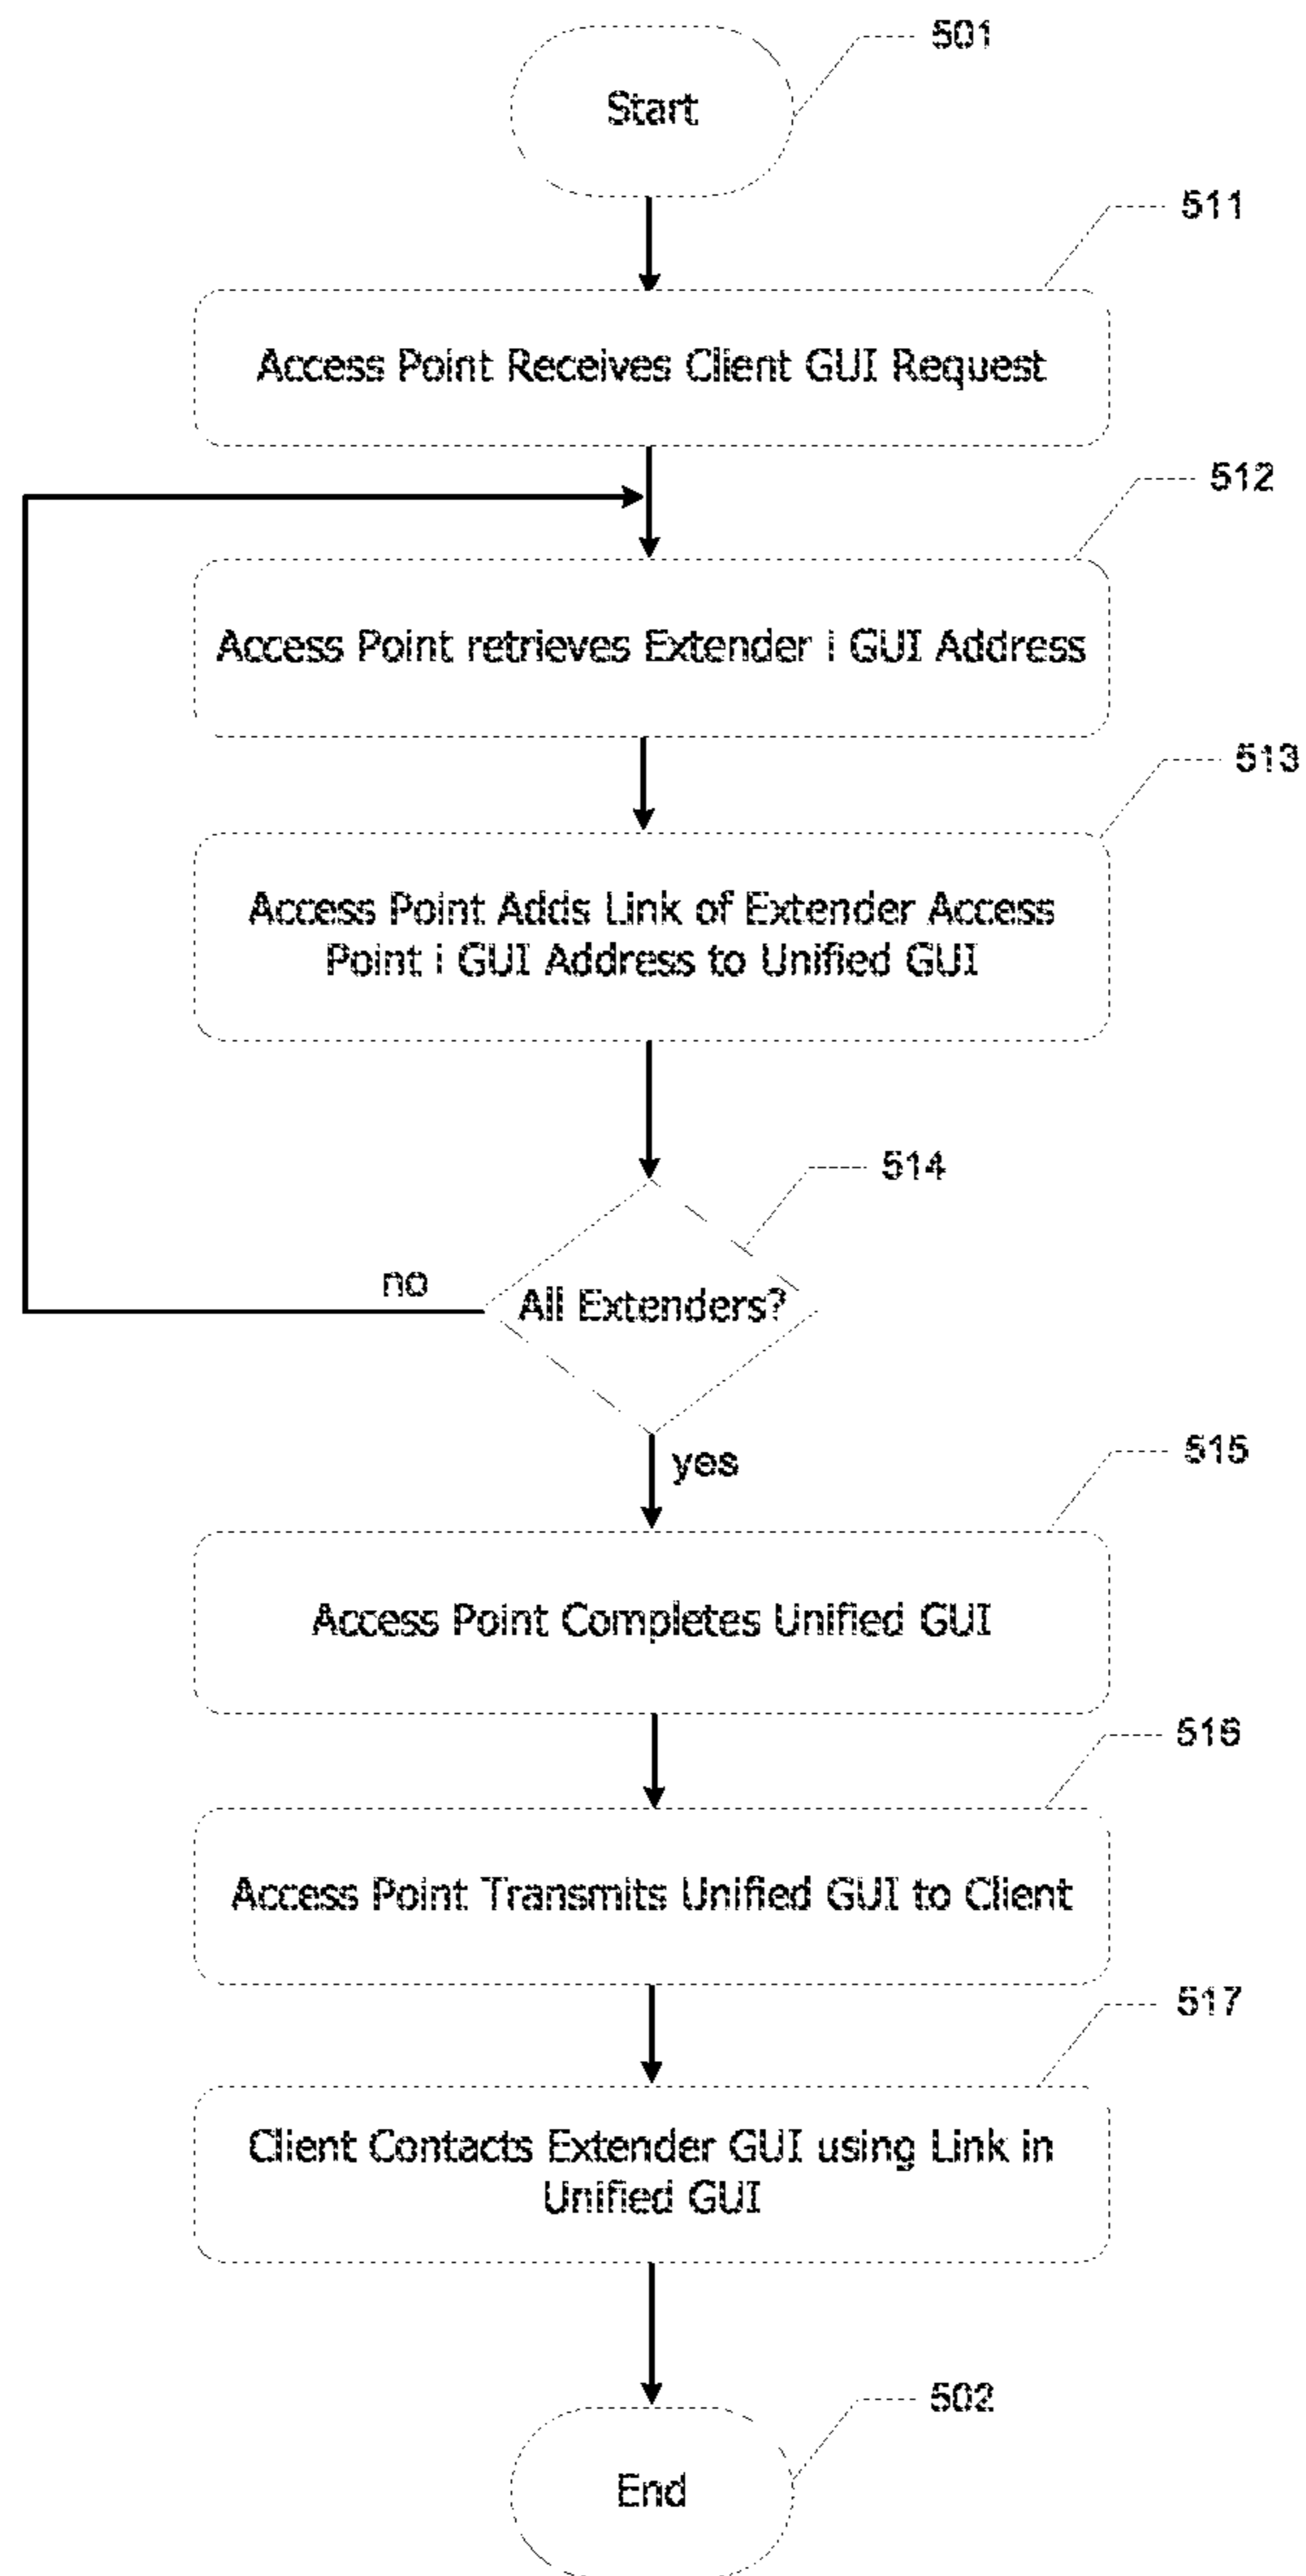 501
Start
511
Access Point Receives Client GUI Request
512
Access Point retrieves Extender i GUI Address
513
Access Point Adds Link of Extender Access
Point i GUI Address to Unified GUI
514
no
All Extenders?
yes
515
Access Point Completes Unified GUI
516
Access Point Transmits Unified GUI to Client
517
Client Contacts Extender GUI using Link in
Unified GUI
502
End